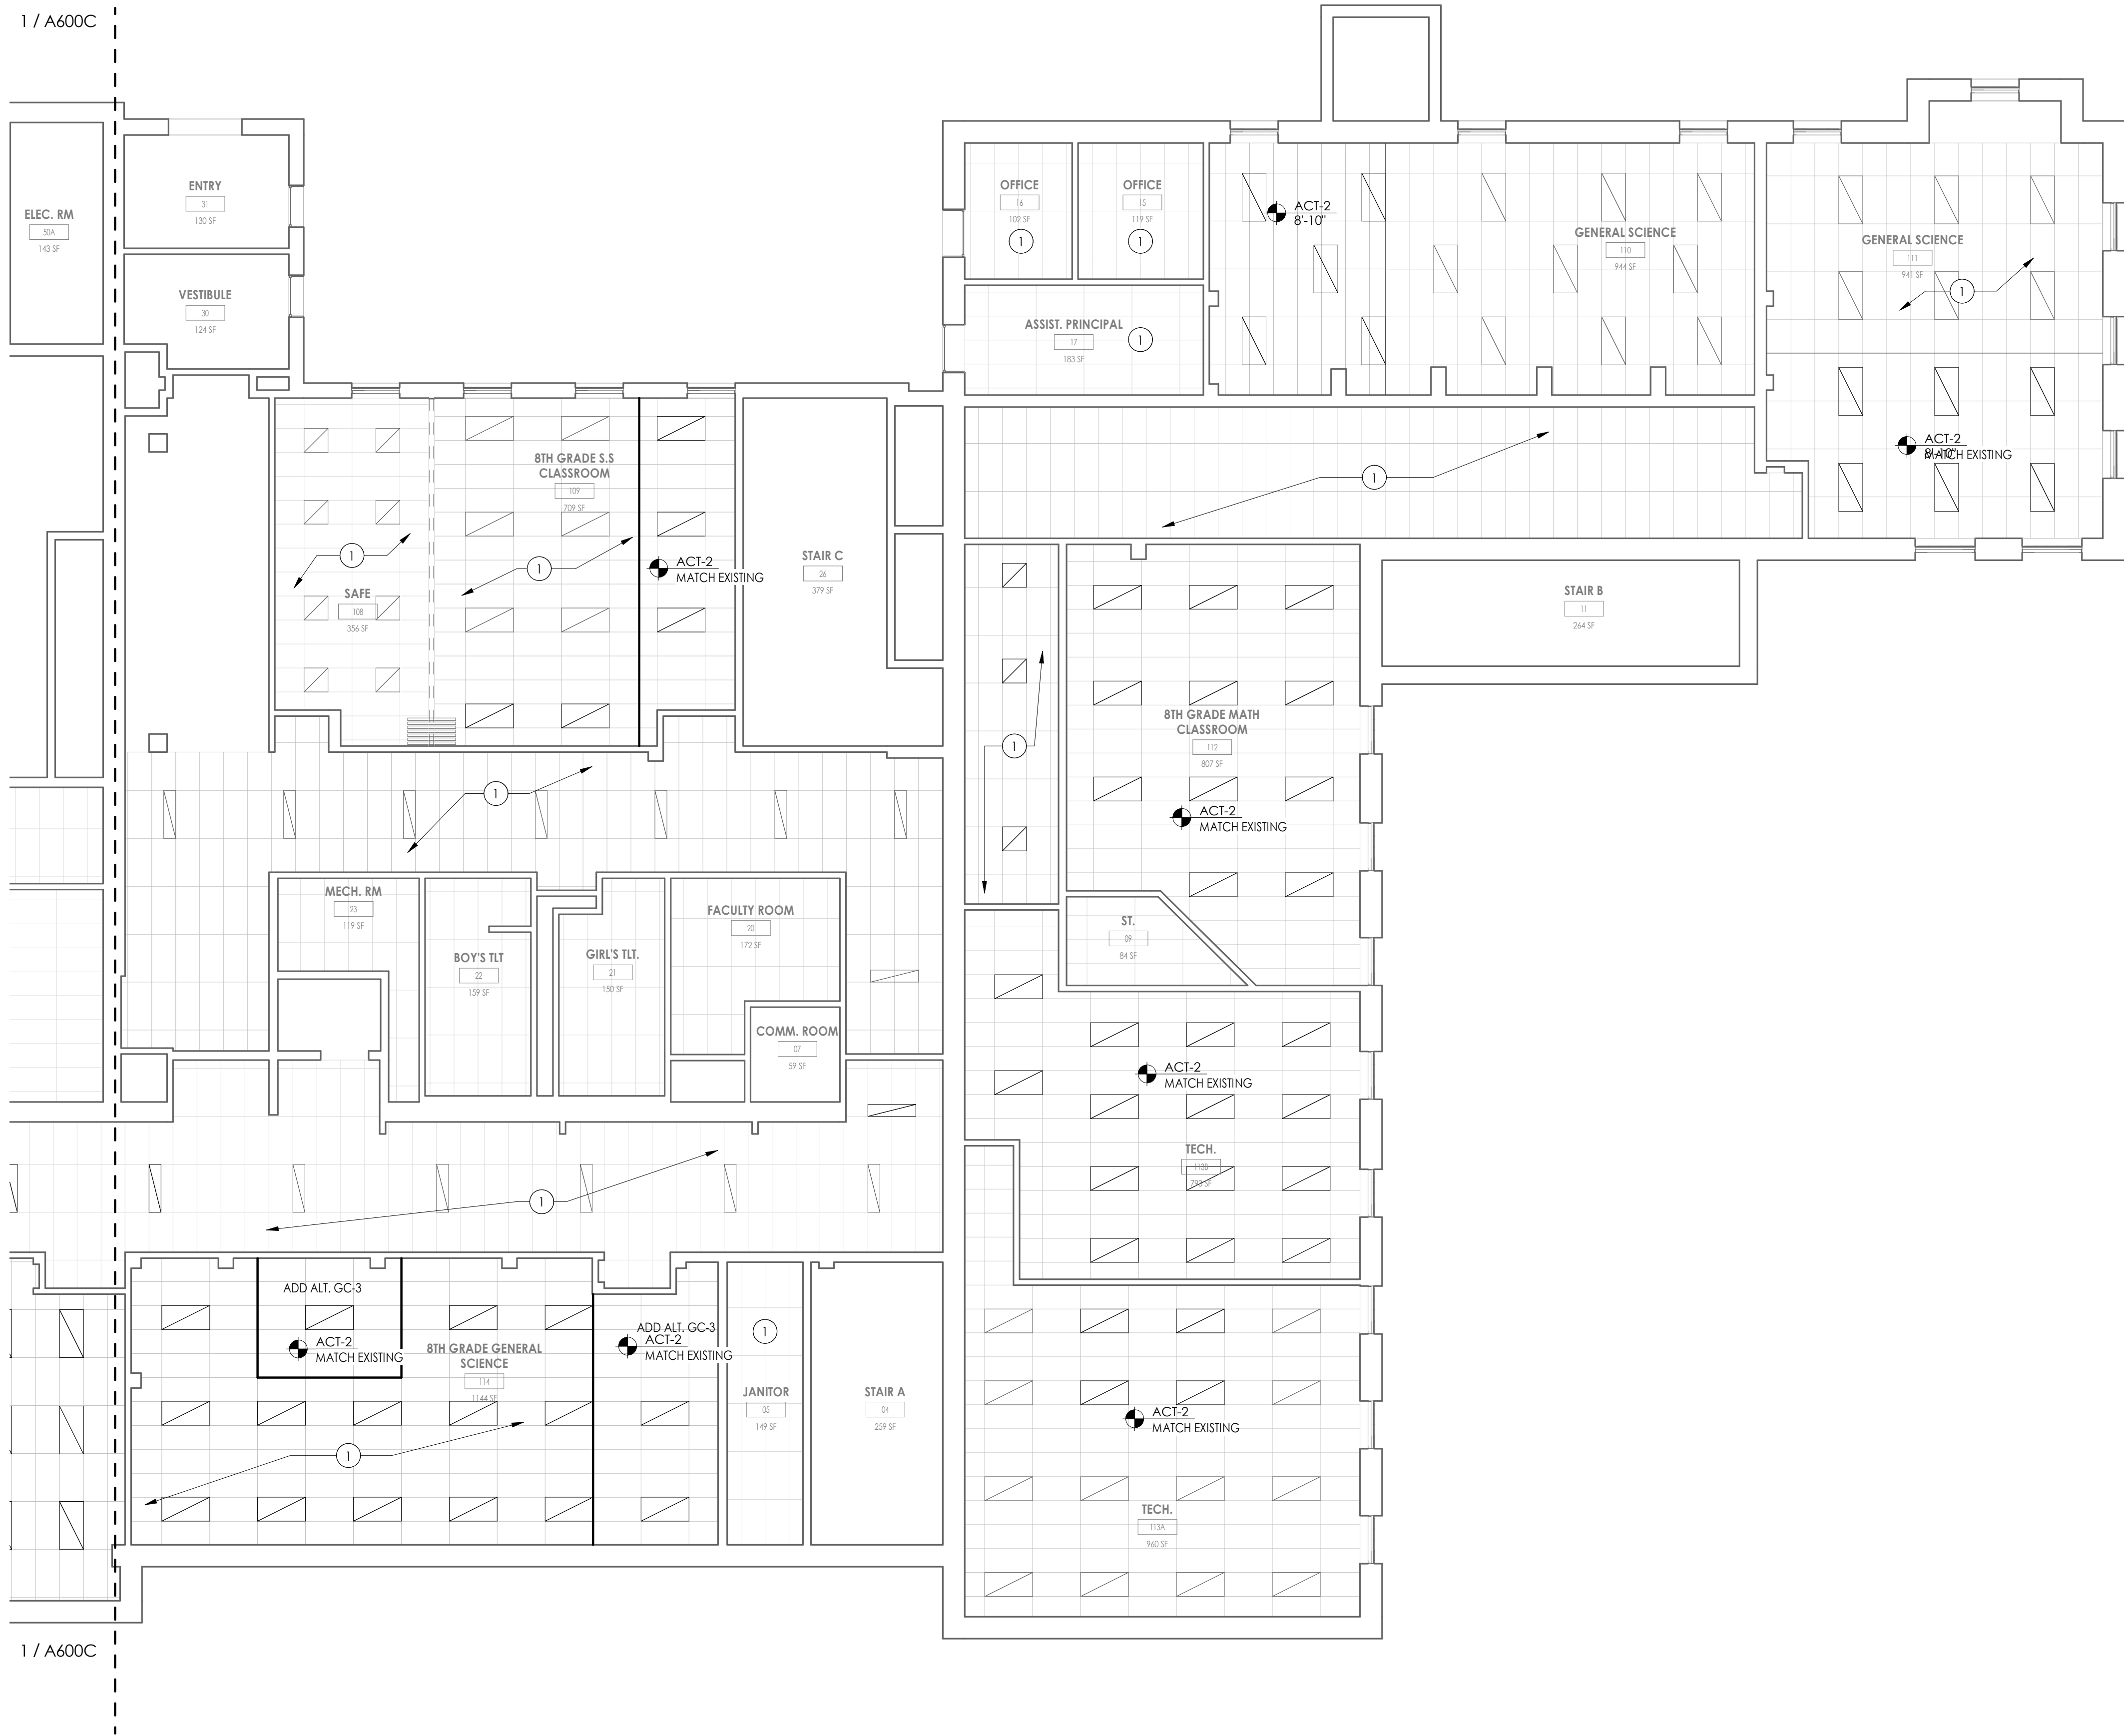 1 / A600C
ELEC. RM
50A
143 SF
ENTRY
31
130 SF
VESTIBULE
30
124 SF
OFFICE
16
102 SF
1
OFFICE
15
119 SF
1
ASSIST. PRINCIPAL
17
183 SF
1
ACT-2
8'-10"
GENERAL SCIENCE
110
944 SF
GENERAL SCIENCE
111
941 SF
1
ACT-2
8'-10"
MATCH EXISTING
1
8TH GRADE S.S
CLASSROOM
109
709 SF
1
1
SAFE
108
356 SF
ACT-2
MATCH EXISTING
STAIR C
26
379 SF
STAIR B
11
264 SF
8TH GRADE MATH
CLASSROOM
112
807 SF
1
ACT-2
MATCH EXISTING
1
MECH. RM
23
119 SF
BOY'S TLT
22
159 SF
GIRL'S TLT.
21
150 SF
FACULTY ROOM
20
172 SF
COMM. ROOM
07
59 SF
ST.
09
84 SF
ACT-2
MATCH EXISTING
TECH.
113B
793 SF
1
ADD ALT. GC-3
ACT-2
MATCH EXISTING
8TH GRADE GENERAL
SCIENCE
114
1144 SF
1
ADD ALT. GC-3
ACT-2
MATCH EXISTING
1
JANITOR
05
149 SF
STAIR A
04
259 SF
ACT-2
MATCH EXISTING
TECH.
113A
960 SF
1 / A600C